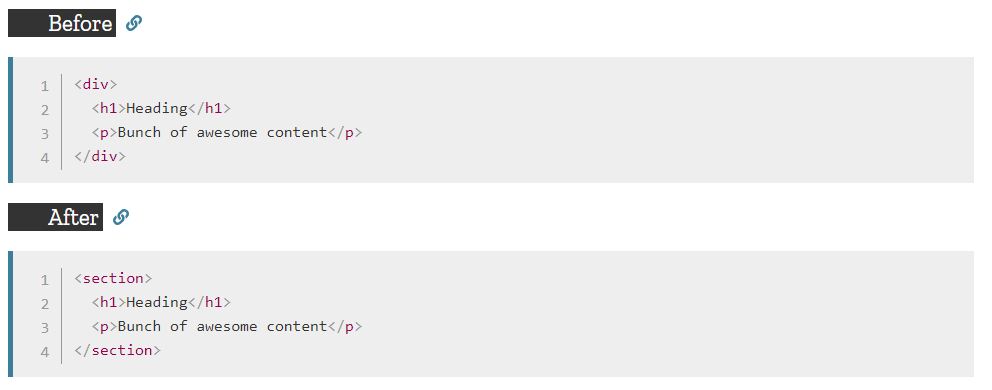 Before
1 <div>
2   <h1>Heading</h1>
3   <p>Bunch of awesome content</p>
4 </div>
After
1 <section>
2   <h1>Heading</h1>
3   <p>Bunch of awesome content</p>
4 </section>